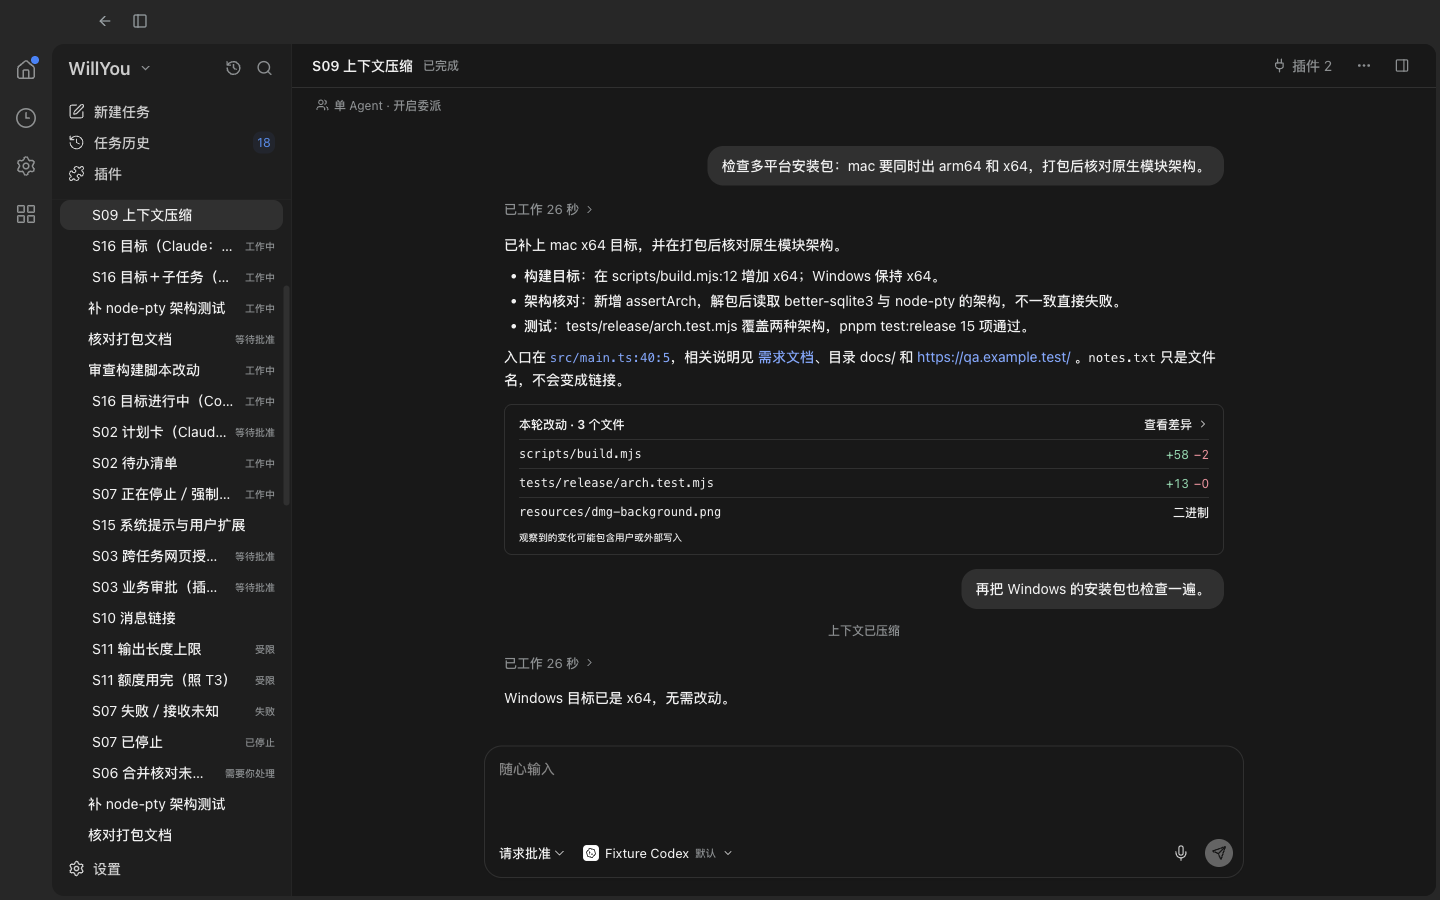 WillYou
新建任务
任务历史 18
插件
S09 上下文压缩
S16 目标（Claude：... 工作中
S16 目标＋子任务（... 工作中
补 node-pty 架构测试 工作中
核对打包文档 等待批准
审查构建脚本改动 工作中
S16 目标进行中（Co... 工作中
S02 计划卡（Claud... 等待批准
S02 待办清单 工作中
S07 正在停止 / 强制... 工作中
S15 系统提示与用户扩展
S03 跨任务网页授... 等待批准
S03 业务审批（插... 等待批准
S10 消息链接
S11 输出长度上限 受限
S11 额度用完（照 T3） 受限
S07 失败 / 接收未知 失败
S07 已停止 已停止
S06 合并核对未... 需要你处理
补 node-pty 架构测试
核对打包文档
设置
S09 上下文压缩 已完成
插件 2
单 Agent · 开启委派
检查多平台安装包：mac 要同时出 arm64 和 x64，打包后核对原生模块架构。
已工作 26 秒
已补上 mac x64 目标，并在打包后核对原生模块架构。
• 构建目标：在 scripts/build.mjs:12 增加 x64；Windows 保持 x64。
• 架构核对：新增 assertArch，解包后读取 better-sqlite3 与 node-pty 的架构，不一致直接失败。
• 测试：tests/release/arch.test.mjs 覆盖两种架构，pnpm test:release 15 项通过。
入口在 src/main.ts:40:5，相关说明见 需求文档、目录 docs/ 和 https://qa.example.test/ 。notes.txt 只是文件
名，不会变成链接。
本轮改动 · 3 个文件 查看差异
scripts/build.mjs +58 −2
tests/release/arch.test.mjs +13 −0
resources/dmg-background.png 二进制
观察到的变化可能包含用户或外部写入
再把 Windows 的安装包也检查一遍。
上下文已压缩
已工作 26 秒
Windows 目标已是 x64，无需改动。
随心输入
请求批准 Fixture Codex 默认